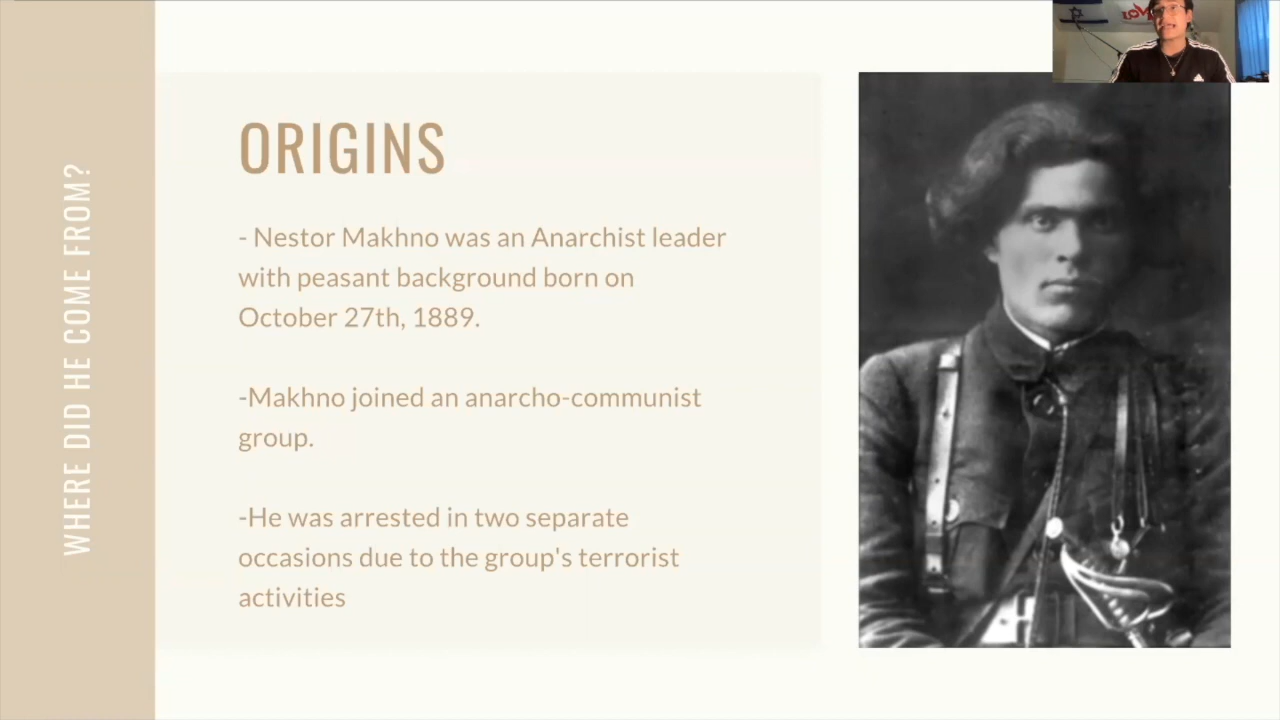 WHERE DID HE COME FROM?
ORIGINS
- Nestor Makhno was an Anarchist leader
with peasant background born on
October 27th, 1889.
-Makhno joined an anarcho-communist
group.
-He was arrested in two separate
occasions due to the group's terrorist
activities